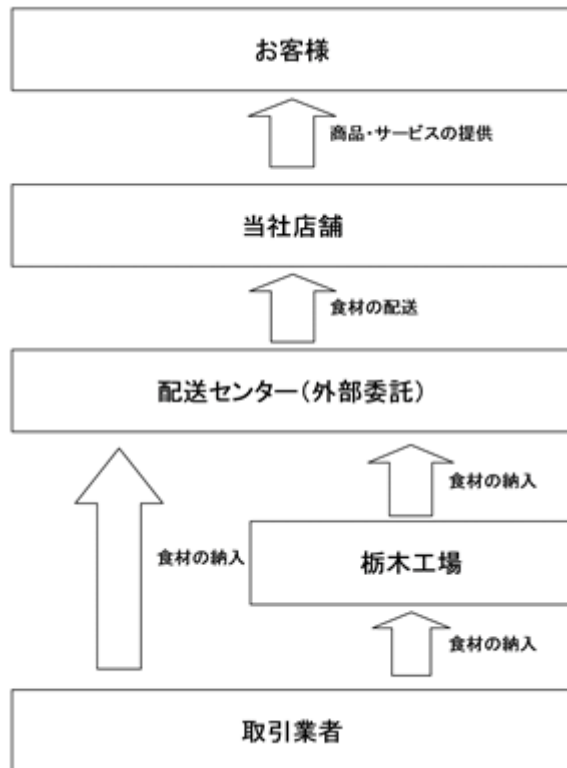 お客様
商品・サービスの提供
当社店舗
食材の配送
配送センター(外部委託)
食材の納入
食材の納入
栃木工場
食材の納入
取引業者